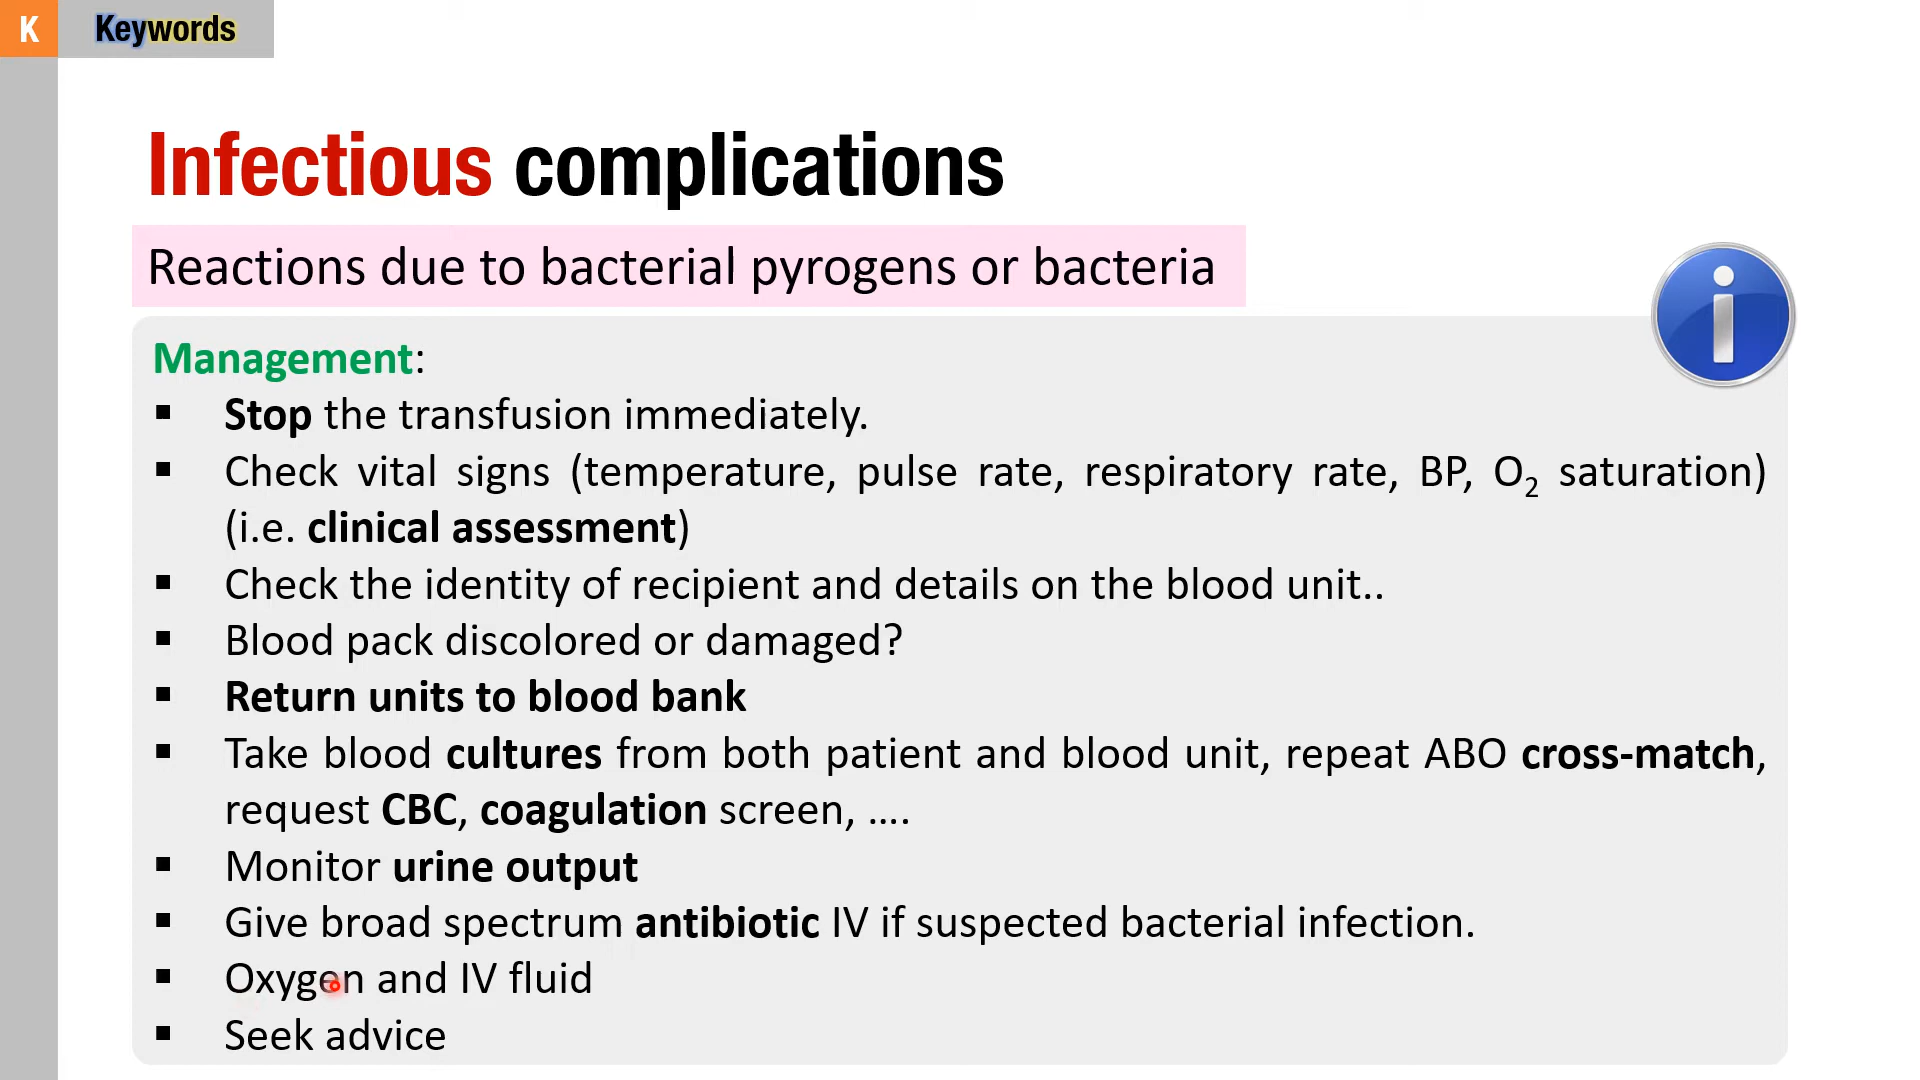 K Keywords
Infectious complications
Reactions due to bacterial pyrogens or bacteria
Management:
▪ Stop the transfusion immediately.
▪ Check vital signs (temperature, pulse rate, respiratory rate, BP, O₂ saturation)
(i.e. clinical assessment)
▪ Check the identity of recipient and details on the blood unit..
▪ Blood pack discolored or damaged?
▪ Return units to blood bank
▪ Take blood cultures from both patient and blood unit, repeat ABO cross-match,
request CBC, coagulation screen, ....
▪ Monitor urine output
▪ Give broad spectrum antibiotic IV if suspected bacterial infection.
▪ Oxygen and IV fluid
▪ Seek advice